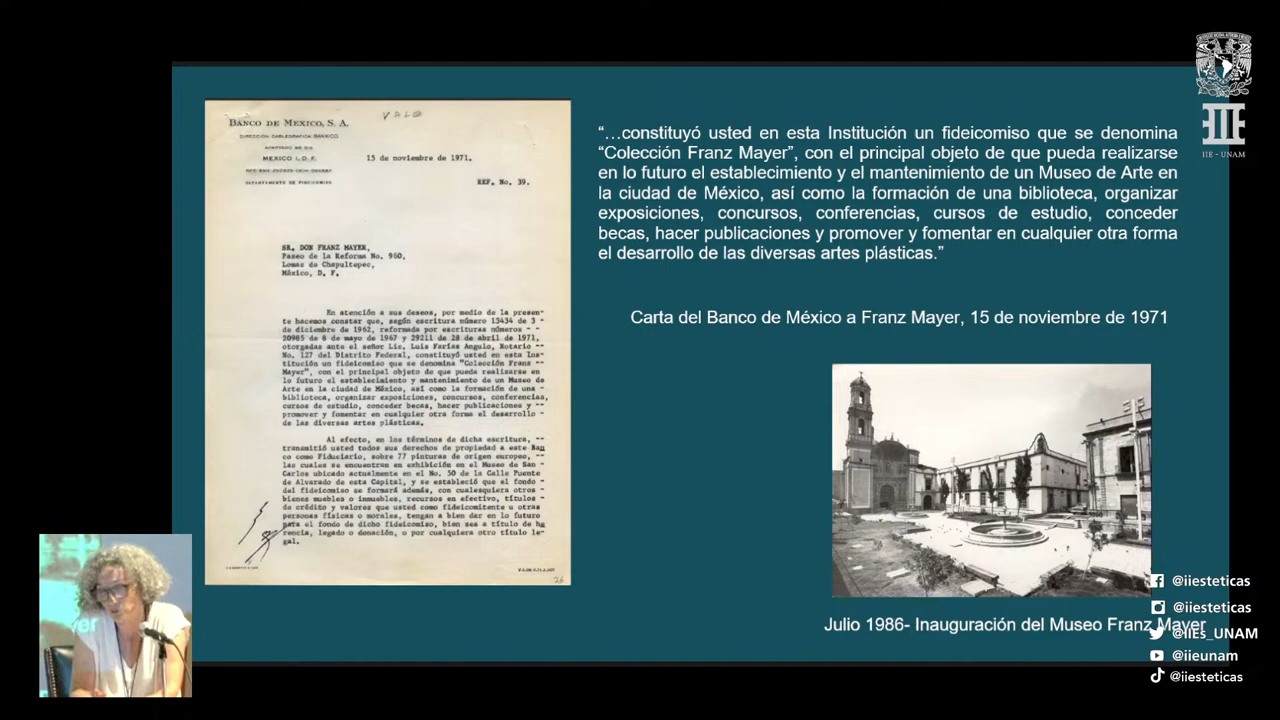 BANCO DE MEXICO, S. A.
VALO
DIRECCION CABLEGRAFICA: BANXICO
APARTADO 98 BIS
MEXICO 1, D. F.
15 de noviembre de 1971.
DEPARTAMENTO DE FIDEICOMISO
REF. No. 39.
SR. DON FRANZ MAYER,
Paseo de la Reforma No. 960,
Lomas de Chapultepec,
México, D. F.
En atención a sus deseos, por medio de la presen-
te hacemos constar que, según escritura número 13434 de 3 -
de diciembre de 1962, reformada por escrituras números - -
20985 de 8 de mayo de 1967 y 29211 de 28 de abril de 1971,
otorgadas ante el señor Lic. Luis Farías Angulo, Notario --
No. 127 del Distrito Federal, constituyó usted en esta Ins-
titución un fideicomiso que se denomina "Colección Franz --
Mayer", con el principal objeto de que pueda realizarse en
lo futuro el establecimiento y mantenimiento de un Museo de
Arte en la ciudad de México, así como la formación de una -
biblioteca, organizar exposiciones, concursos, conferencias,
cursos de estudio, conceder becas, hacer publicaciones y -
promover y fomentar en cualquier otra forma el desarrollo -
de las diversas artes plásticas.
Al efecto, en los términos de dicha escritura, --
transmitió usted todos sus derechos de propiedad a este Ban
co como Fiduciario, sobre 77 pinturas de origen europeo, --
las cuales se encuentran en exhibición en el Museo de San -
Carlos ubicado actualmente en el No. 50 de la Calle Puente
de Alvarado de esta Capital, y se estableció que el fondo -
del fideicomiso se formará además, con cualesquiera otros -
bienes muebles o inmuebles, recursos en efectivo, títulos -
de crédito y valores que usted como fideicomitente u otras
personas físicas o morales, tengan a bien dar en lo futuro
para el fondo de dicho fideicomiso, bien sea a título de he
rencia, legado o donación, o por cualquiera otro título le-
gal.
“…constituyó usted en esta Institución un fideicomiso que se denomina
“Colección Franz Mayer”, con el principal objeto de que pueda realizarse
en lo futuro el establecimiento y el mantenimiento de un Museo de Arte en
la ciudad de México, así como la formación de una biblioteca, organizar
exposiciones, concursos, conferencias, cursos de estudio, conceder
becas, hacer publicaciones y promover y fomentar en cualquier otra forma
el desarrollo de las diversas artes plásticas.”
Carta del Banco de México a Franz Mayer, 15 de noviembre de 1971
Julio 1986- Inauguración del Museo Franz Mayer
IIE - UNAM
@iiesteticas
@iiesteticas
@IIEs_UNAM
@iieunam
@iiesteticas